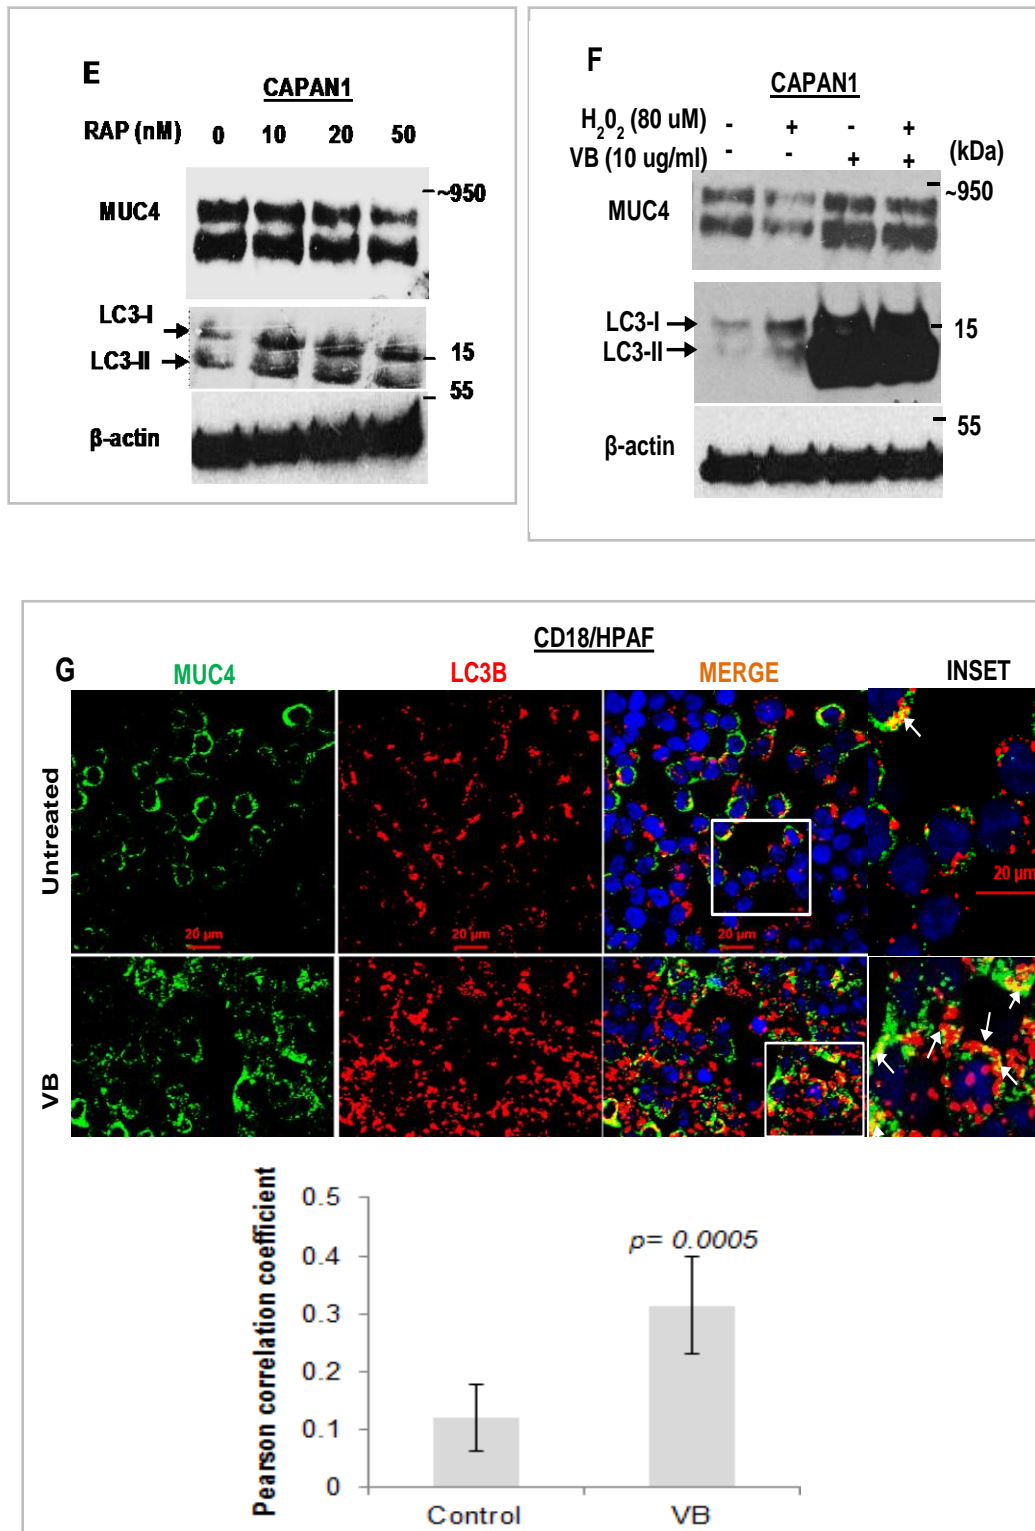 E
CAPAN1
RAP (nM) 0 10 20 50
~950
MUC4
LC3-I
LC3-II
15
55
β-actin
F
CAPAN1
H₂0₂ (80 uM) - + - +
VB (10 ug/ml) - - + + (kDa)
~950
MUC4
LC3-I
15
LC3-II
55
β-actin
CD18/HPAF
G
MUC4 LC3B MERGE INSET
Untreated
20 µm 20 µm 20 µm 20 µm
VB
Pearson correlation coefficient
0.5
0.4
0.3
0.2
0.1
0
p= 0.0005
Control VB